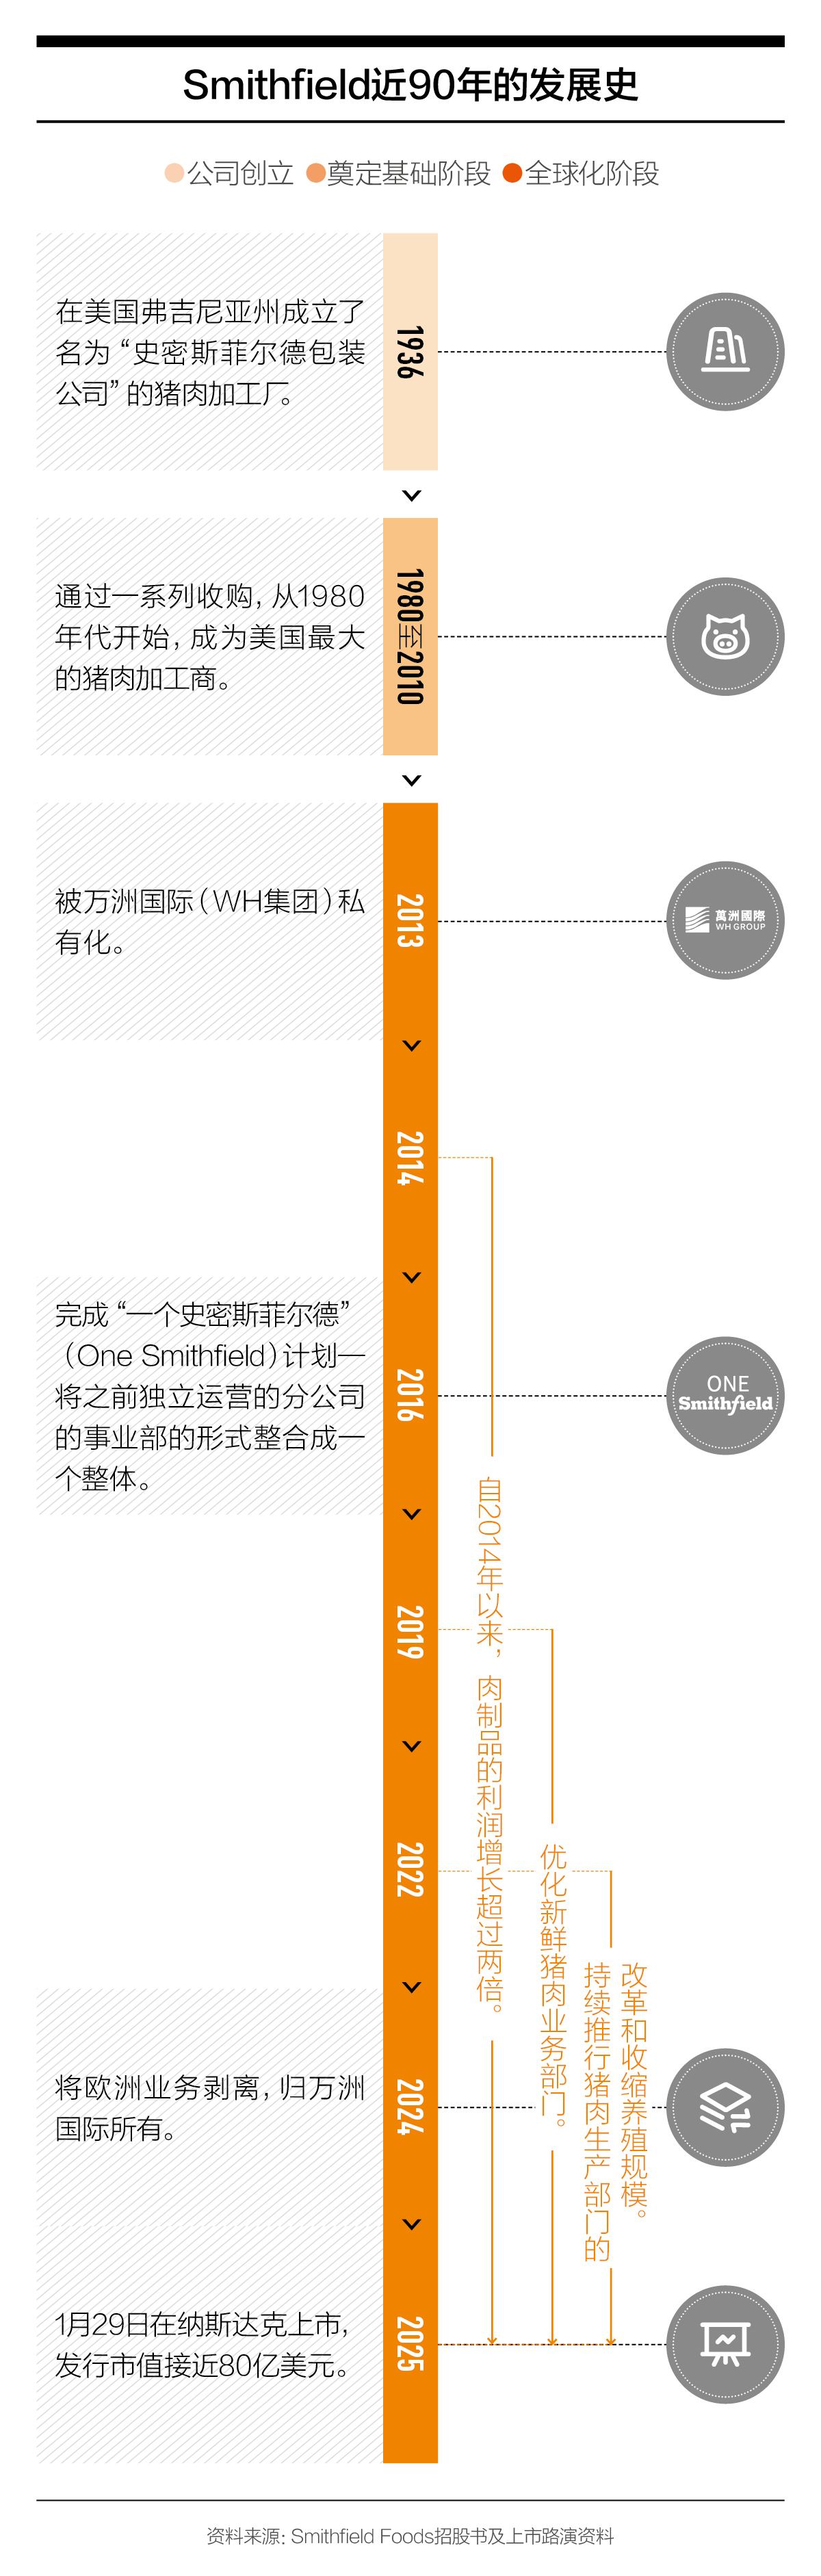 Smithfield近90年的发展史
公司创立 奠定基础阶段 全球化阶段
在美国弗吉尼亚州成立了
名为“史密斯菲尔德包装
公司”的猪肉加工厂。
1936
通过一系列收购，从1980
年代开始，成为美国最大
的猪肉加工商。
1980至2010
被万洲国际（WH集团）私
有化。
2013
萬洲國際
WH GROUP
2014
自2014年以来，肉制品的利润增长超过两倍。
完成“一个史密斯菲尔德”
（One Smithfield）计划—
将之前独立运营的分公司
的事业部的形式整合成一
个整体。
2016
ONE
Smithfield
2019
优化新鲜猪肉业务部门。
2022
持续推行猪肉生产部门的
改革和收缩养殖规模。
将欧洲业务剥离，归万洲
国际所有。
2024
1月29日在纳斯达克上市，
发行市值接近80亿美元。
2025
资料来源：Smithfield Foods招股书及上市路演资料